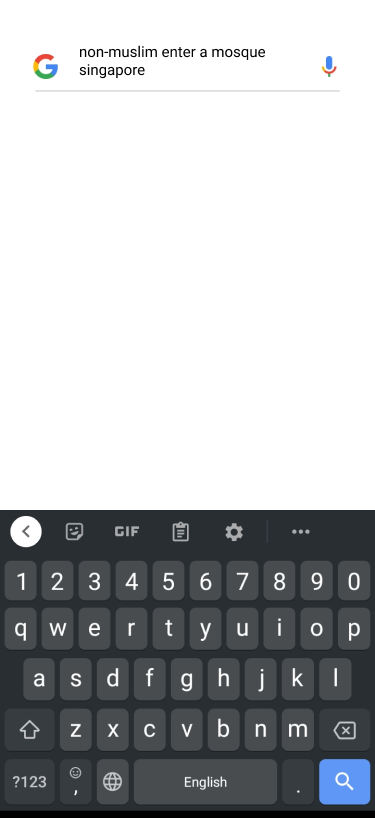 non-muslim enter a mosque
singapore
GIF
1 2 3 4 5 6 7 8 9 0
q w e r t y u i o p
a s d f g h j k l
z x c v b n m
?123 , English .